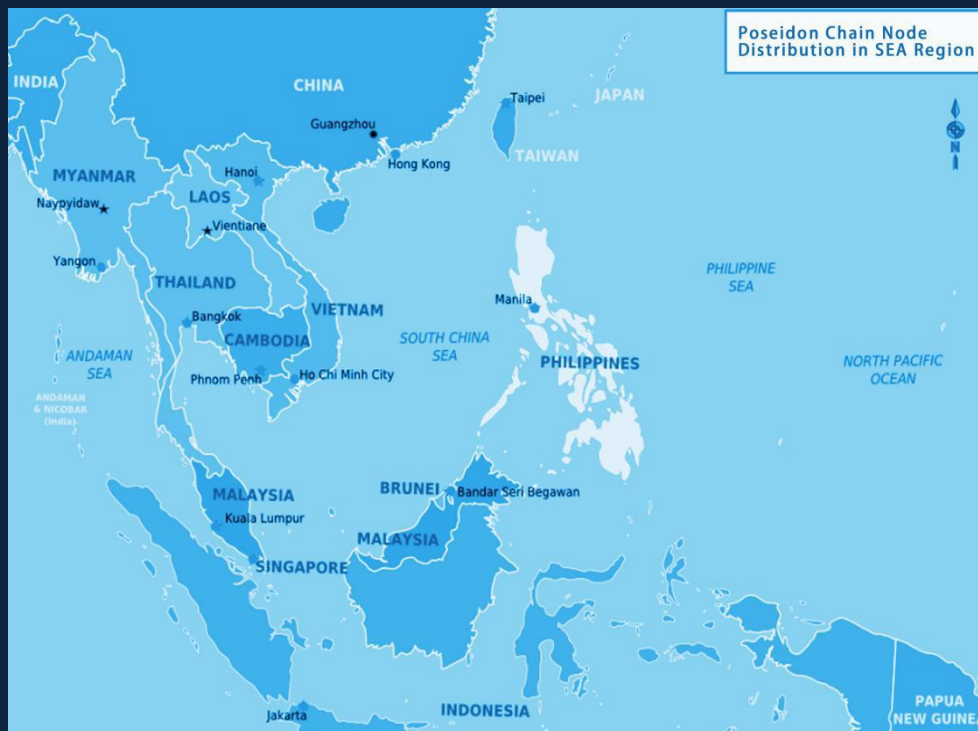 Poseidon Chain Node
Distribution in SEA Region
INDIA
CHINA
Taipei
JAPAN
Guangzhou
TAIWAN
N
Hong Kong
Hanoi
MYANMAR
LAOS
Naypyidaw
Vientiane
Yangon
THAILAND
PHILIPPINE
SEA
Manila
VIETNAM
Bangkok
CAMBODIA
SOUTH CHINA
SEA
ANDAMAN
SEA
PHILIPPINES
NORTH PACIFIC
OCEAN
Phnom Penh
Ho Chi Minh City
ANDAMAN
& NICOBAR
(India)
MALAYSIA
BRUNEI
Bandar Seri Begawan
Kuala Lumpur
MALAYSIA
SINGAPORE
INDONESIA
Jakarta
PAPUA
NEW GUINEA